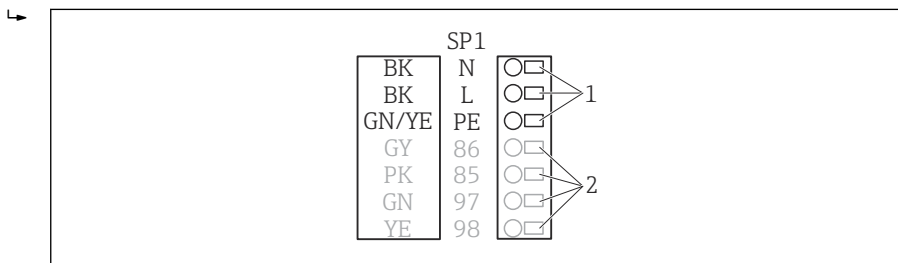 SP1
BK N
BK L 1
GN/YE PE
GY 86
PK 85 2
GN 97
YE 98